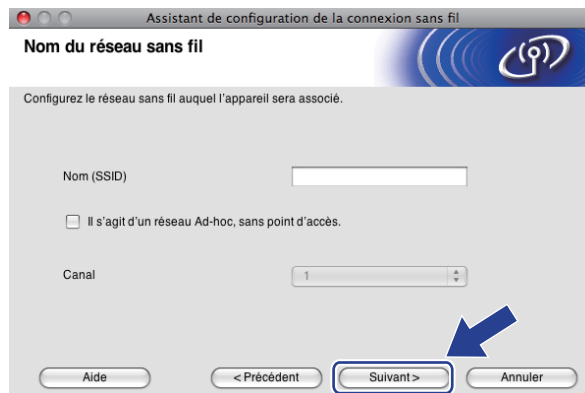 Assistant de configuration de la connexion sans fil
Nom du réseau sans fil
Configurez le réseau sans fil auquel l'appareil sera associé.
Nom (SSID)
Il s'agit d'un réseau Ad-hoc, sans point d'accès.
Canal 1
Aide < Précédent Suivant > Annuler